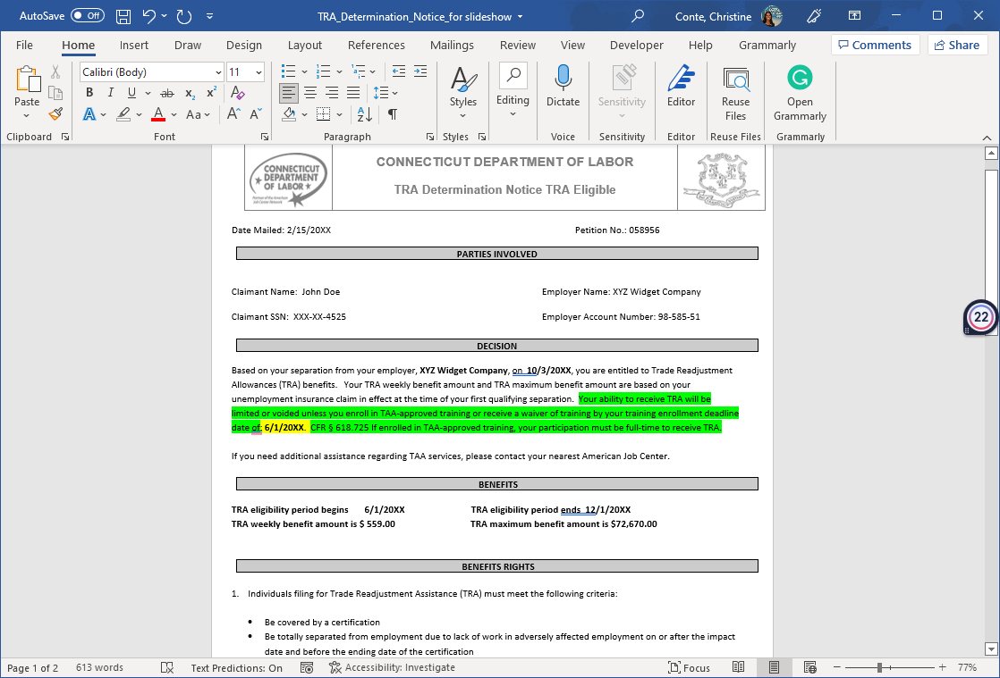 AutoSave Off TRA_Determination_Notice_for slideshow Conte, Christine
File Home Insert Draw Design Layout References Mailings Review View Developer Help Grammarly Comments Share
Calibri (Body) 11
Paste Styles Editing Dictate Sensitivity Editor Reuse Files Open Grammarly
Clipboard Font Paragraph Styles Voice Sensitivity Editor Reuse Files Grammarly
CONNECTICUT DEPARTMENT OF LABOR
CONNECTICUT
DEPARTMENT
OF LABOR
Partner of the American
Job Center Network
TRA Determination Notice TRA Eligible
Date Mailed: 2/15/20XX Petition No.: 058956
PARTIES INVOLVED
Claimant Name: John Doe Employer Name: XYZ Widget Company
Claimant SSN: XXX-XX-4525 Employer Account Number: 98-585-51
22
DECISION
Based on your separation from your employer, XYZ Widget Company, on 10/3/20XX, you are entitled to Trade Readjustment
Allowances (TRA) benefits. Your TRA weekly benefit amount and TRA maximum benefit amount are based on your
unemployment insurance claim in effect at the time of your first qualifying separation. Your ability to receive TRA will be
limited or voided unless you enroll in TAA-approved training or receive a waiver of training by your training enrollment deadline
date of: 6/1/20XX. CFR § 618.725 If enrolled in TAA-approved training, your participation must be full-time to receive TRA.
If you need additional assistance regarding TAA services, please contact your nearest American Job Center.
BENEFITS
TRA eligibility period begins 6/1/20XX TRA eligibility period ends 12/1/20XX
TRA weekly benefit amount is $ 559.00 TRA maximum benefit amount is $72,670.00
BENEFITS RIGHTS
1. Individuals filing for Trade Readjustment Assistance (TRA) must meet the following criteria:
• Be covered by a certification
• Be totally separated from employment due to lack of work in adversely affected employment on or after the impact
date and before the ending date of the certification
Page 1 of 2 613 words Text Predictions: On Accessibility: Investigate Focus 77%